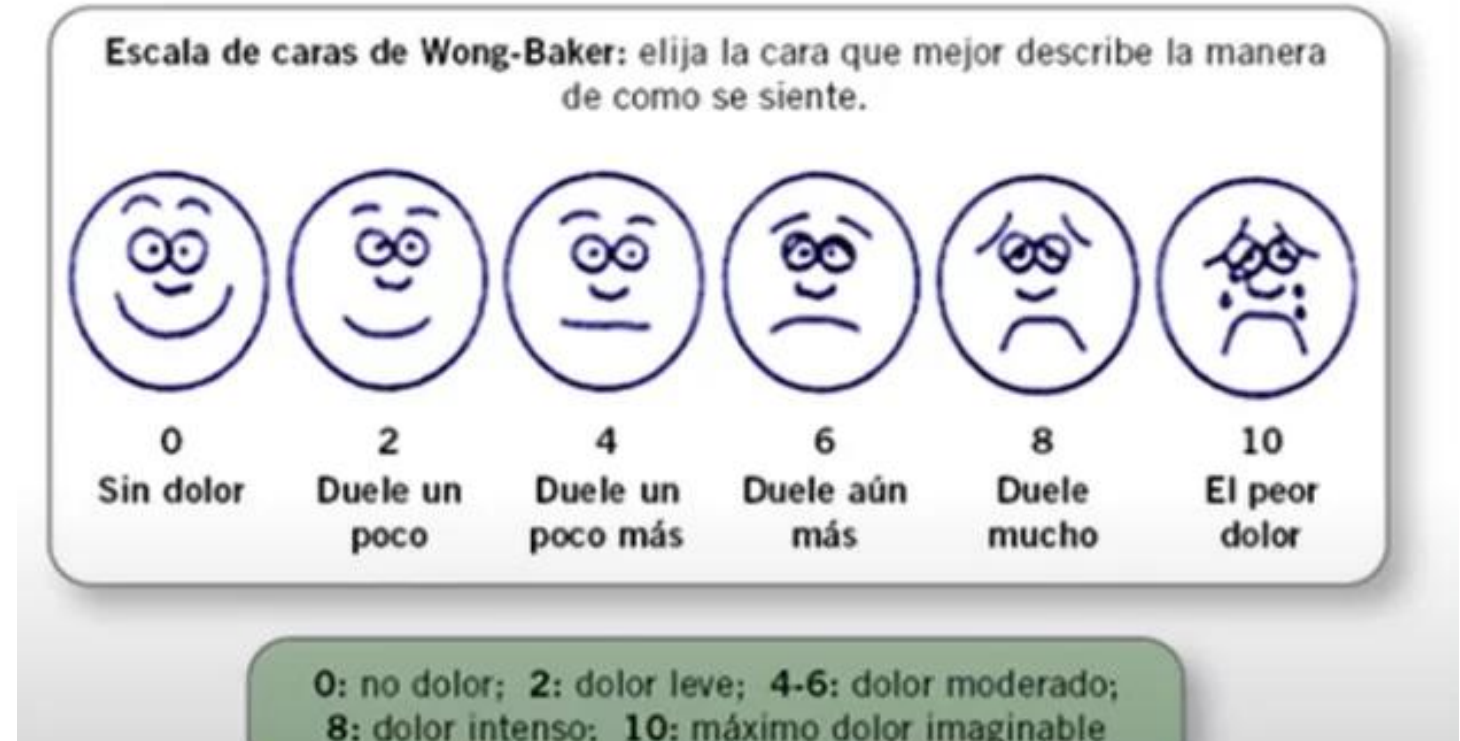 Escala de caras de Wong-Baker: elija la cara que mejor describe la manera
de como se siente.
0 2 4 6 8 10
Sin dolor Duele un Duele un Duele aún Duele El peor
poco poco más más mucho dolor
0: no dolor; 2: dolor leve; 4-6: dolor moderado;
8: dolor intenso; 10: máximo dolor imaginable